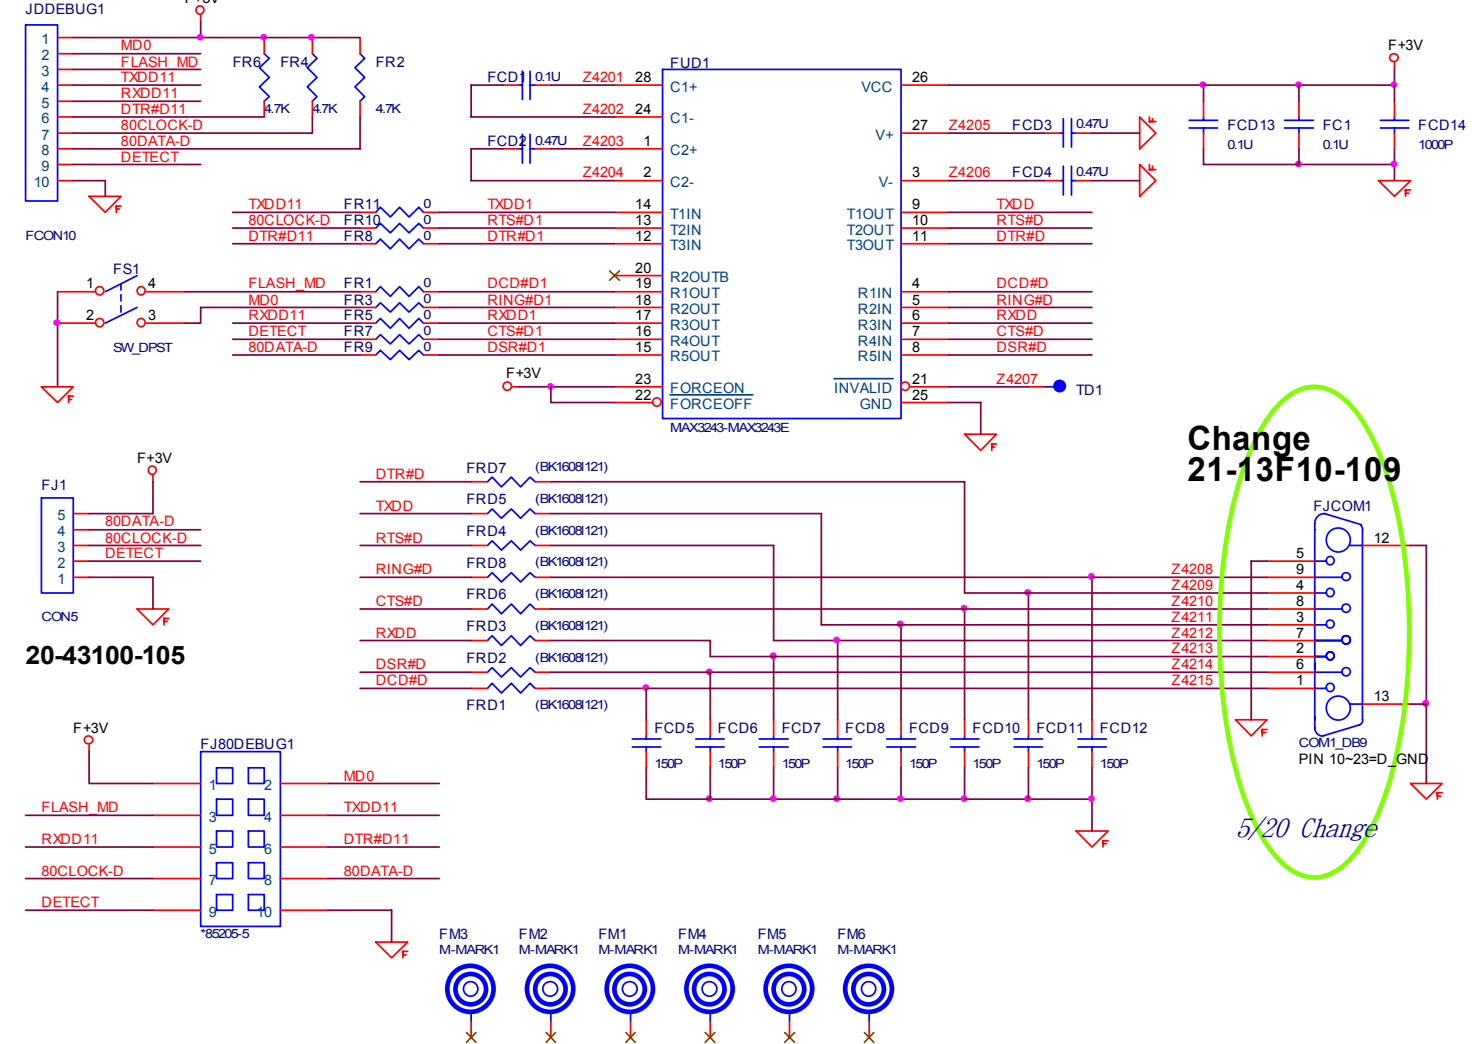 F+3V
JDDEBUG1
1
2
3
4
5
6
7
8
9
10
MD0
FLASH_MD
TXDD11
RXDD11
DTR#D11
80CLOCK-D
80DATA-D
DETECT
FR6
FR4
FR2
4.7K
4.7K
4.7K
F
FCON10
FUD1
FCD1
0.1U
Z4201
28
C1+
Z4202
24
C1-
FCD2
0.47U
Z4203
1
C2+
Z4204
2
C2-
TXDD11
FR11
0
TXDD1
14
T1IN
80CLOCK-D
FR10
0
RTS#D1
13
T2IN
DTR#D11
FR8
0
DTR#D1
12
T3IN
20
R2OUTB
FLASH_MD
FR1
0
DCD#D1
19
R1OUT
MD0
FR3
0
RING#D1
18
R2OUT
RXDD11
FR5
0
RXDD1
17
R3OUT
DETECT
FR7
0
CTS#D1
16
R4OUT
80DATA-D
FR9
0
DSR#D1
15
R5OUT
F+3V
23
FORCEON
22
FORCEOFF
MAX3243-MAX3243E
VCC
26
V+
27
Z4205
FCD3
0.47U
F
V-
3
Z4206
FCD4
0.47U
F
T1OUT
9
TXDD
T2OUT
10
RTS#D
T3OUT
11
DTR#D
R1IN
4
DCD#D
R2IN
5
RING#D
R3IN
6
RXDD
R4IN
7
CTS#D
R5IN
8
DSR#D
INVALID
21
Z4207
TD1
GND
25
F
F+3V
FCD13
0.1U
FC1
0.1U
FCD14
1000P
F
FS1
1
4
2
3
SW_DPST
F
FJ1
F+3V
5
4
3
2
1
80DATA-D
80CLOCK-D
DETECT
F
CON5
20-43100-105
DTR#D
FRD7
(BK1608I121)
TXDD
FRD5
(BK1608I121)
RTS#D
FRD4
(BK1608I121)
RING#D
FRD8
(BK1608I121)
CTS#D
FRD6
(BK1608I121)
RXDD
FRD3
(BK1608I121)
DSR#D
FRD2
(BK1608I121)
DCD#D
FRD1
(BK1608I121)
FCD5
150P
FCD6
150P
FCD7
150P
FCD8
150P
FCD9
150P
FCD10
150P
FCD11
150P
FCD12
150P
F
Change
21-13F10-109
FJCOM1
Z4208
Z4209
Z4210
Z4211
Z4212
Z4213
Z4214
Z4215
5
9
4
8
3
7
2
6
1
12
13
F
COM1_DB9
PIN 10~23=D_GND
F
5/20 Change
F+3V
FJ80DEBUG1
1
2
MD0
FLASH_MD
3
4
TXDD11
RXDD11
5
6
DTR#D11
80CLOCK-D
7
8
80DATA-D
DETECT
9
10
F
*85205-5
FM3
M-MARK1
FM2
M-MARK1
FM1
M-MARK1
FM4
M-MARK1
FM5
M-MARK1
FM6
M-MARK1